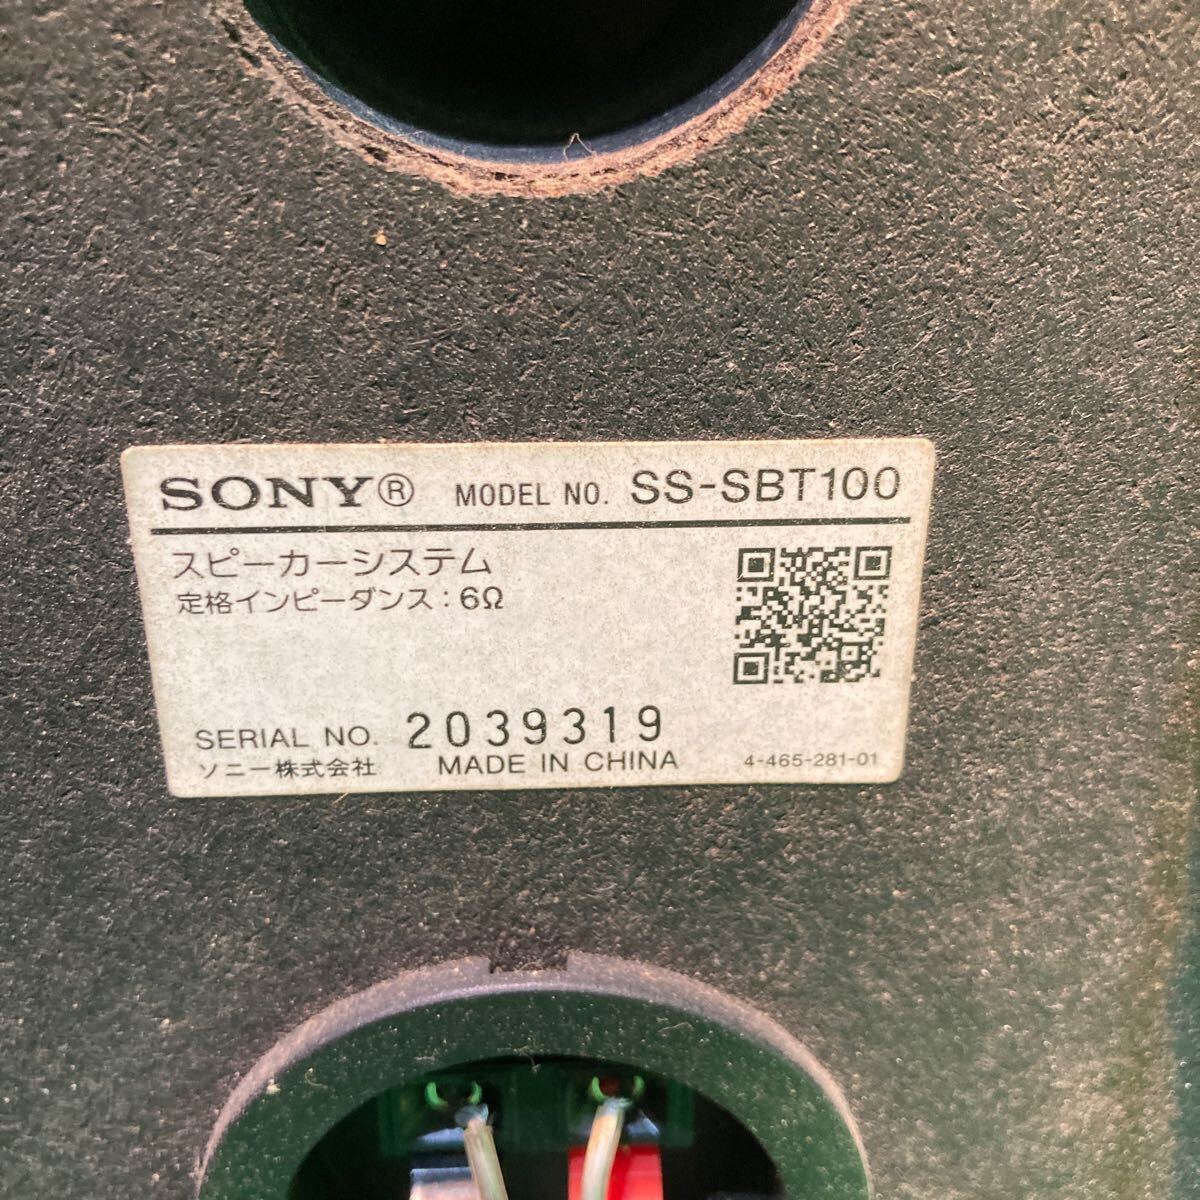 SONY® MODEL NO. SS-SBT100
スピーカーシステム
定格インピーダンス：6Ω
SERIAL NO. 2039319
ソニー株式会社 MADE IN CHINA 4-465-281-01